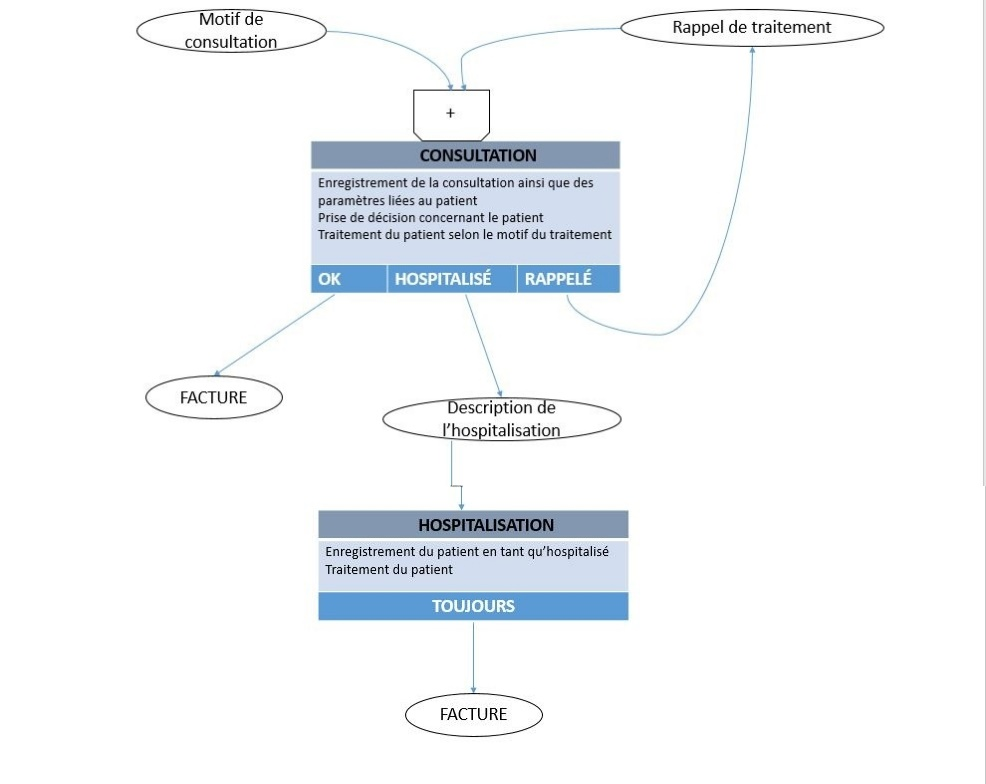 Motif de
consultation
Rappel de traitement
+
CONSULTATION
Enregistrement de la consultation ainsi que des
paramètres liées au patient
Prise de décision concernant le patient
Traitement du patient selon le motif du traitement
OK
HOSPITALISÉ
RAPPELÉ
FACTURE
Description de
l’hospitalisation
HOSPITALISATION
Enregistrement du patient en tant qu’hospitalisé
Traitement du patient
TOUJOURS
FACTURE